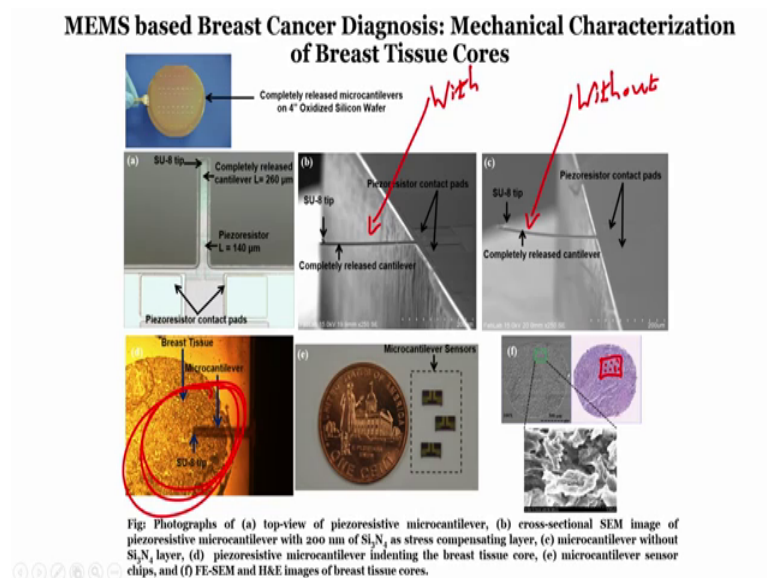 MEMS based Breast Cancer Diagnosis: Mechanical Characterization
of Breast Tissue Cores
Completely released microcantilevers
on 4" Oxidized Silicon Wafer
With
Without
(a)
SU-8 tip
Completely released
cantilever L= 260 µm
Piezoresistor
L = 140 µm
Piezoresistor contact pads
(b)
Piezoresistor contact pads
SU-8 tip
Completely released cantilever
(c)
Piezoresistor contact pads
SU-8 tip
Completely released cantilever
(d)
Breast Tissue
Microcantilever
SU-8 tip
(e)
Microcantilever Sensors
ONE CENT
(f)
Fig: Photographs of (a) top-view of piezoresistive microcantilever, (b) cross-sectional SEM image of
piezoresistive microcantilever with 200 nm of Si3N4 as stress compensating layer, (c) microcantilever without
Si3N4 layer, (d) piezoresistive microcantilever indenting the breast tissue core, (e) microcantilever sensor
chips, and (f) FE-SEM and H&E images of breast tissue cores.